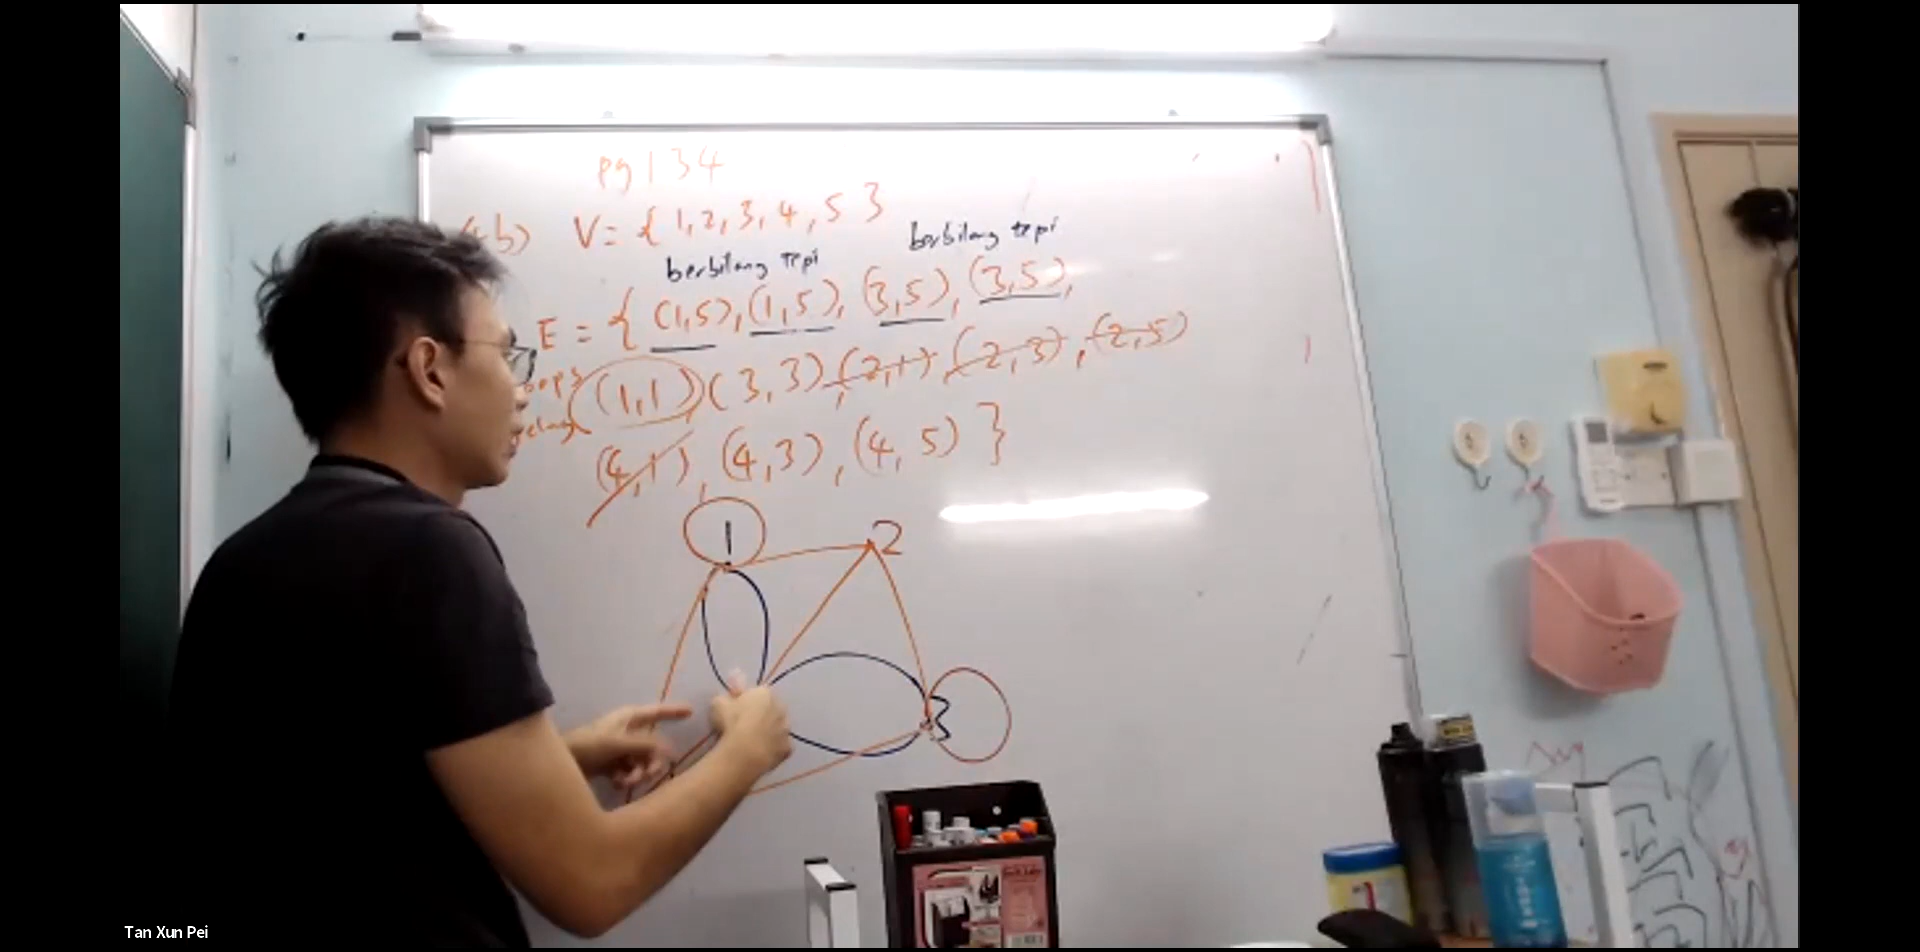 pg 134
b) V = { 1, 2, 3, 4, 5 }
berbilang tepi berbilang tepi
E = { (1,5), (1,5), (3,5), (3,5),
(1,1), (3,3), (2,1), (2,3), (2,5)
(4,1), (4,3), (4,5) }
1
2
3
Tan Xun Pei